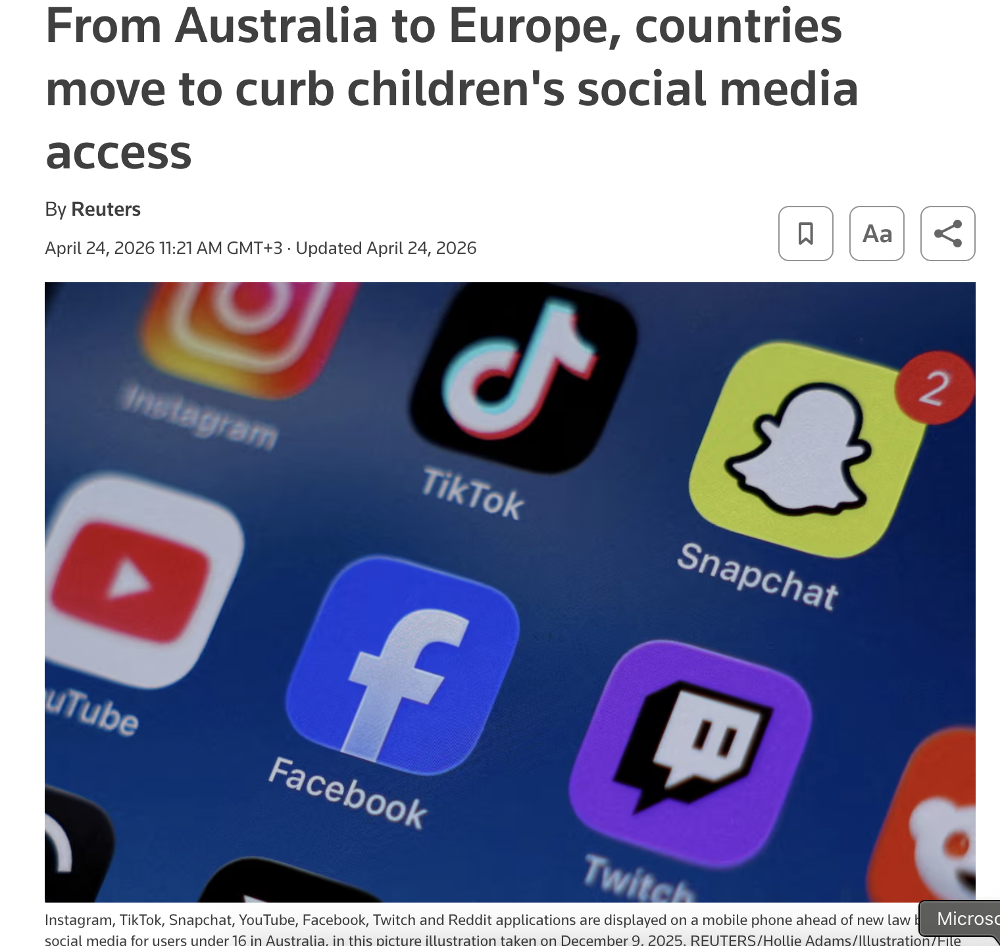 From Australia to Europe, countries
move to curb children's social media
access
By Reuters
April 24, 2026 11:21 AM GMT+3 · Updated April 24, 2026
Aa
Instagram
TikTok
2
Snapchat
uTube
Facebook
Twitch
Instagram, TikTok, Snapchat, YouTube, Facebook, Twitch and Reddit applications are displayed on a mobile phone ahead of new law
social media for users under 16 in Australia, in this picture illustration taken on December 9, 2025. REUTERS/Hollie Adams/Illustration/File
Microso